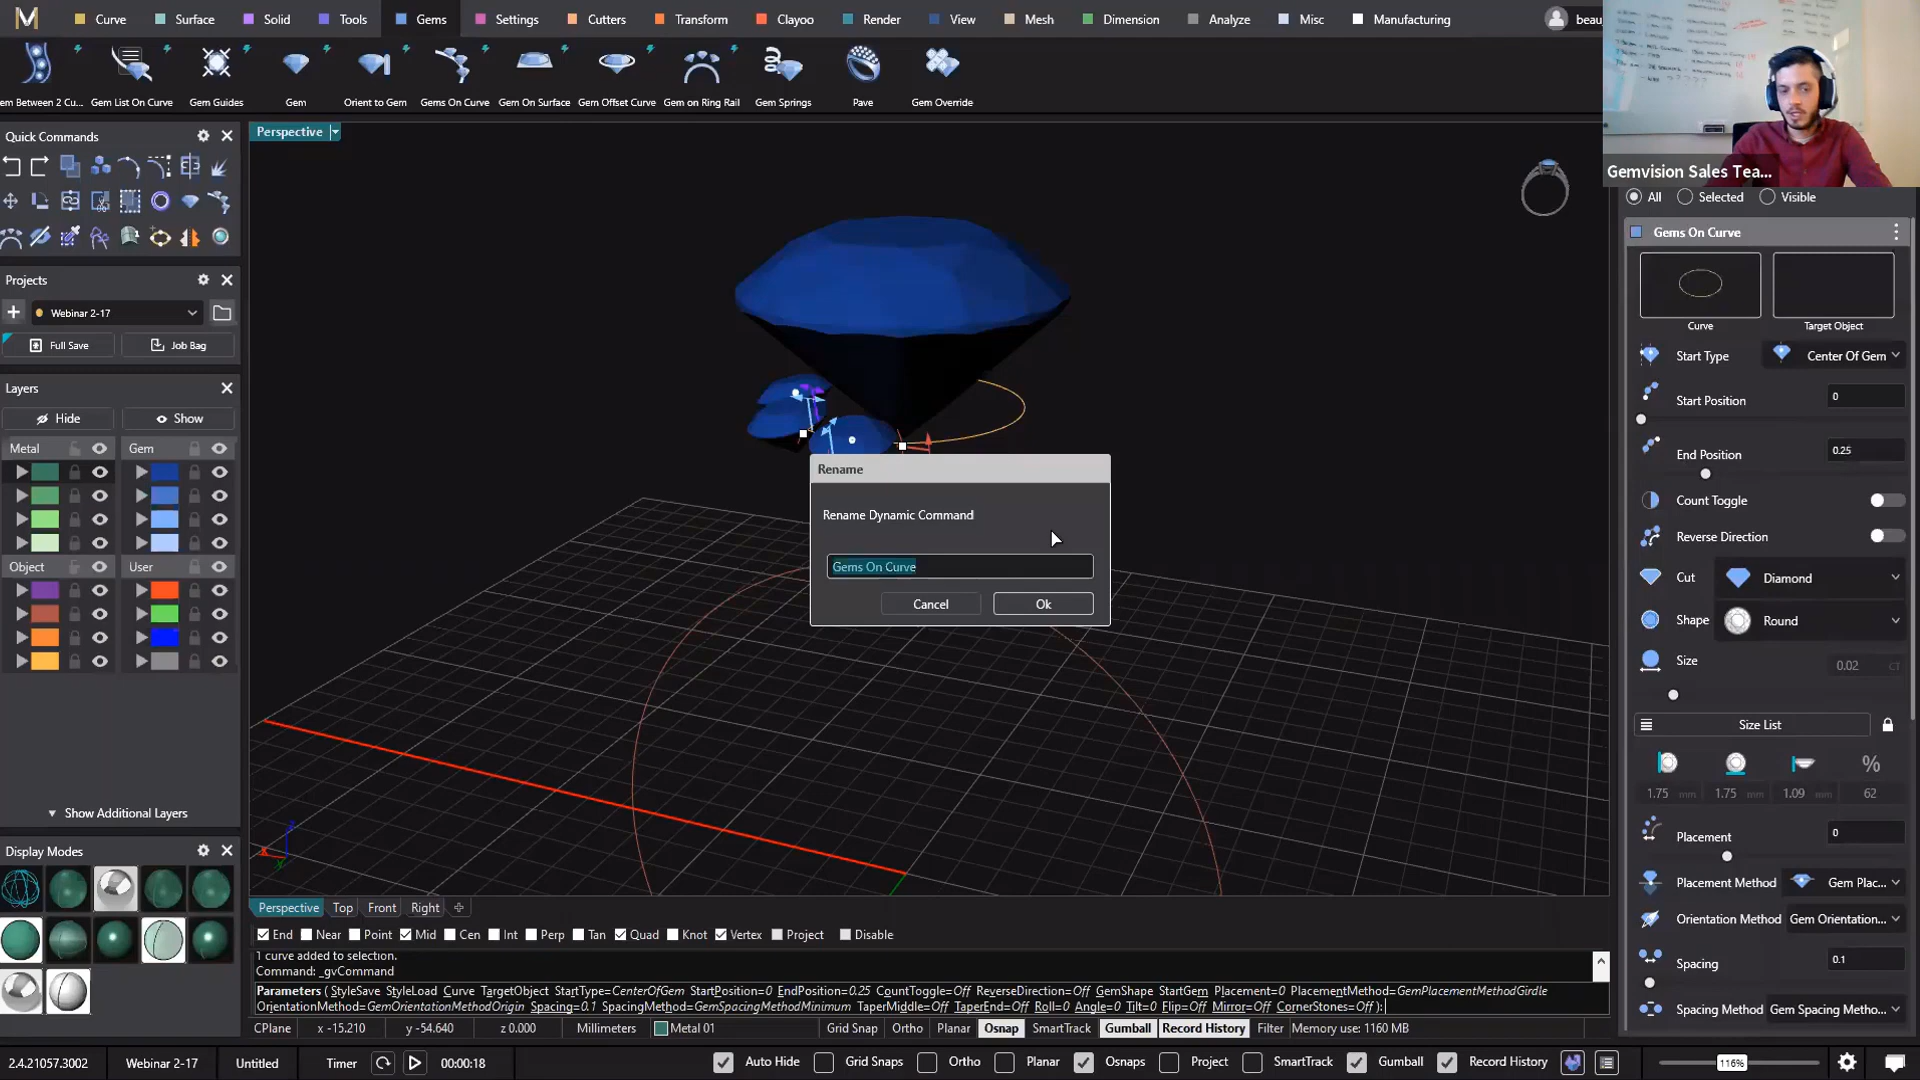 Curve Surface Solid Tools Gems Settings Cutters Transform Clayoo Render View Mesh Dimension Analyze Misc Manufacturing beau
em Between 2 Cu... Gem List On Curve Gem Guides Gem Orient to Gem Gems On Curve Gem On Surface Gem Offset Curve Gem on Ring Rail Gem Springs Pave Gem Override
Gemvision Sales Tea...
Quick Commands
Perspective
Projects
Webinar 2-17
Full Save Job Bag
Layers
Hide Show
Metal Gem
Object User
Show Additional Layers
Display Modes
Rename
Rename Dynamic Command
Gems On Curve
Cancel Ok
All Selected Visible
Gems On Curve
Curve Target Object
Start Type Center Of Gem
Start Position 0
End Position 0.25
Count Toggle
Reverse Direction
Cut Diamond
Shape Round
Size 0.02 CT
Size List
%
1.75 mm 1.75 mm 1.09 mm 62
Placement 0
Placement Method Gem Plac...
Orientation Method Gem Orientation...
Spacing 0.1
Spacing Method Gem Spacing Metho...
Perspective Top Front Right
End Near Point Mid Cen Int Perp Tan Quad Knot Vertex Project Disable
1 curve added to selection.
Command: _gvCommand
Parameters ( StyleSave StyleLoad Curve TargetObject StartType=CenterOfGem StartPosition=0 EndPosition=0.25 CountToggle=Off ReverseDirection=Off GemShape StartGem Placement=0 PlacementMethod=GemPlacementMethodGirdle
OrientationMethod=GemOrientationMethodOrigin Spacing=0.1 SpacingMethod=GemSpacingMethodMinimum TaperMiddle=Off TaperEnd=Off Roll=0 Angle=0 Tilt=0 Flip=Off Mirror=Off CornerStones=Off ):
CPlane x -15.210 y -54.640 z 0.000 Millimeters Metal 01 Grid Snap Ortho Planar Osnap SmartTrack Gumball Record History Filter Memory use: 1160 MB
2.4.21057.3002 Webinar 2-17 Untitled Timer 00:00:18 Auto Hide Grid Snaps Ortho Planar Osnaps Project SmartTrack Gumball Record History 116%